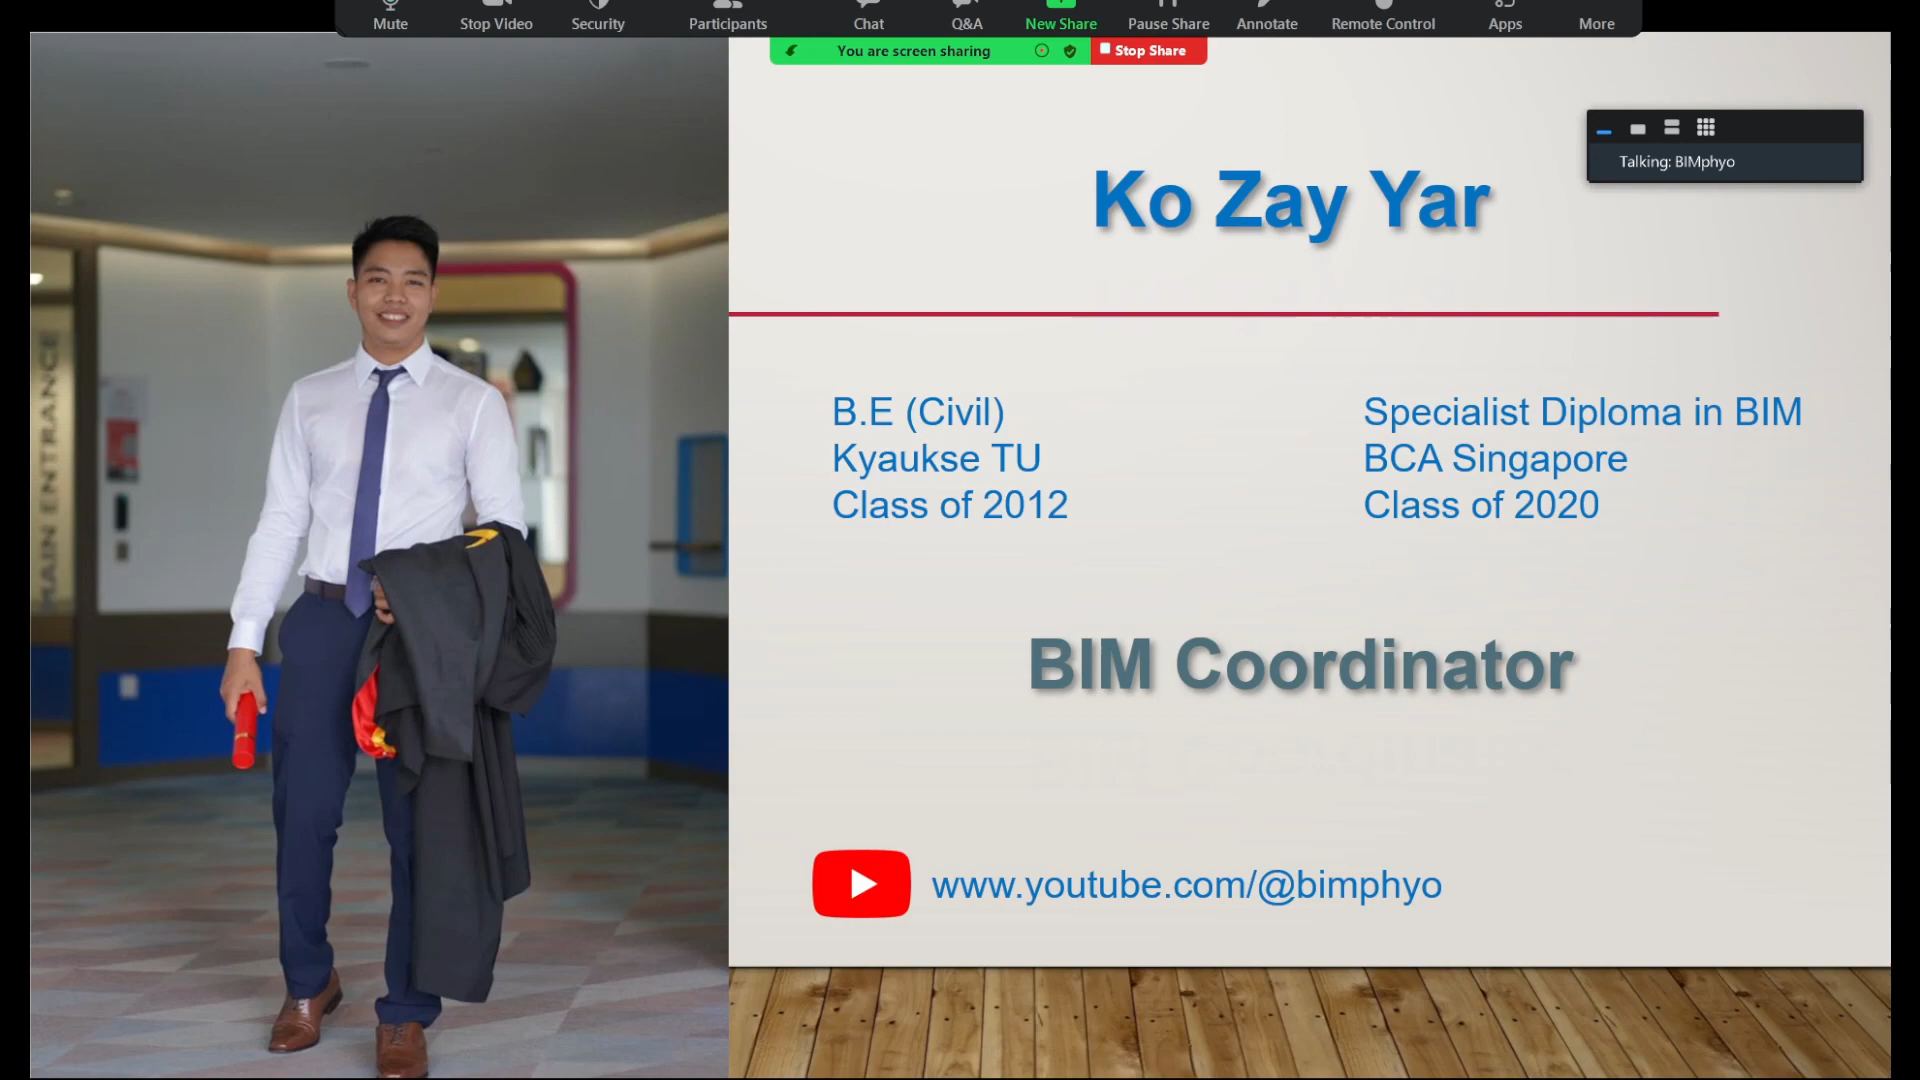 Mute
Stop Video
Security
Participants
Chat
Q&A
New Share
Pause Share
Annotate
Remote Control
Apps
More
You are screen sharing
Stop Share
Talking: BIMphyo
Ko Zay Yar
MAIN ENTRANCE
B.E (Civil)
Kyaukse TU
Class of 2012
Specialist Diploma in BIM
BCA Singapore
Class of 2020
BIM Coordinator
www.youtube.com/@bimphyo